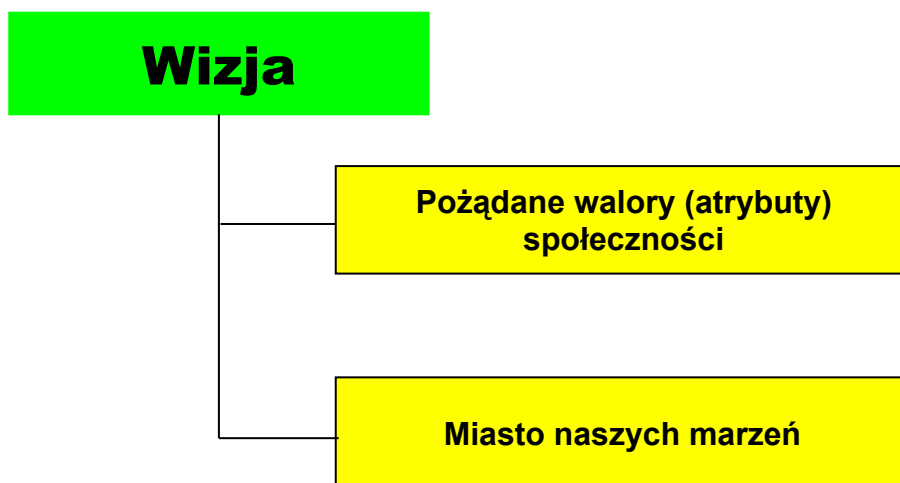 Wizja
Pożądane walory (atrybuty)
społeczności
Miasto naszych marzeń